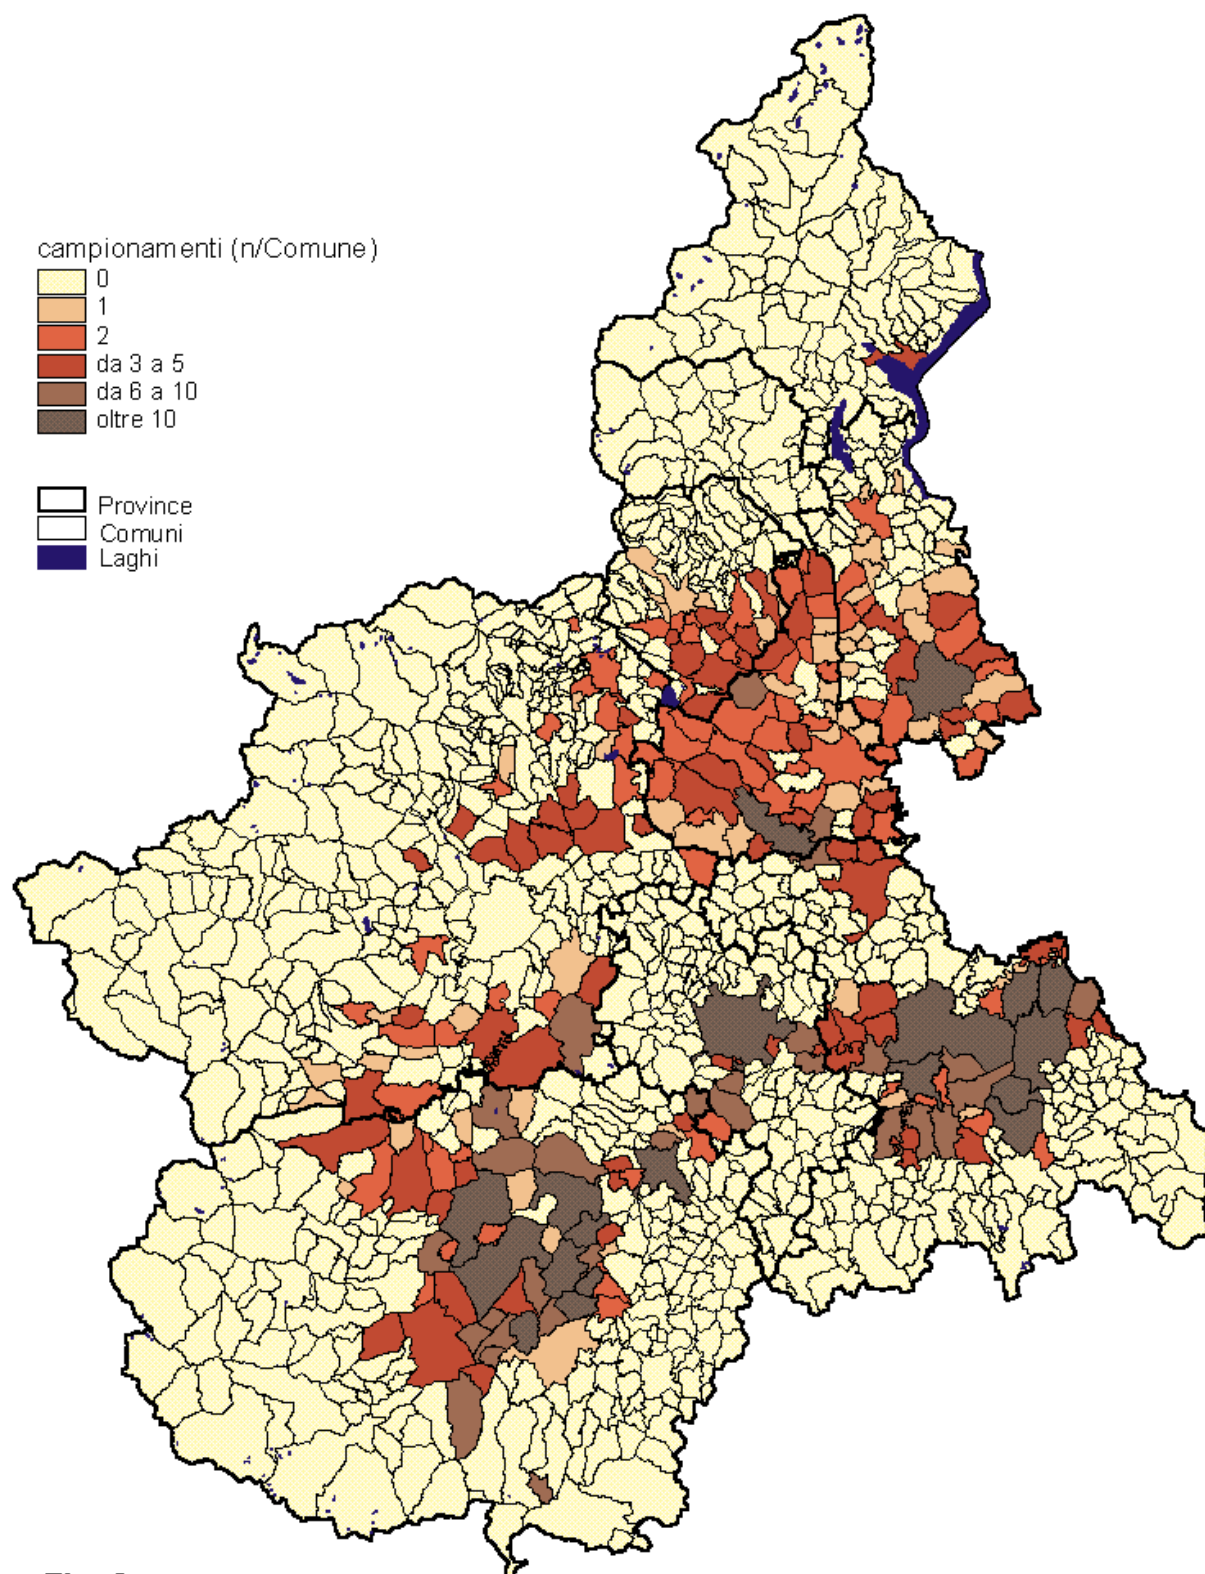 campionamenti (n/Comune)
0
1
2
da 3 a 5
da 6 a 10
oltre 10
Province
Comuni
Laghi